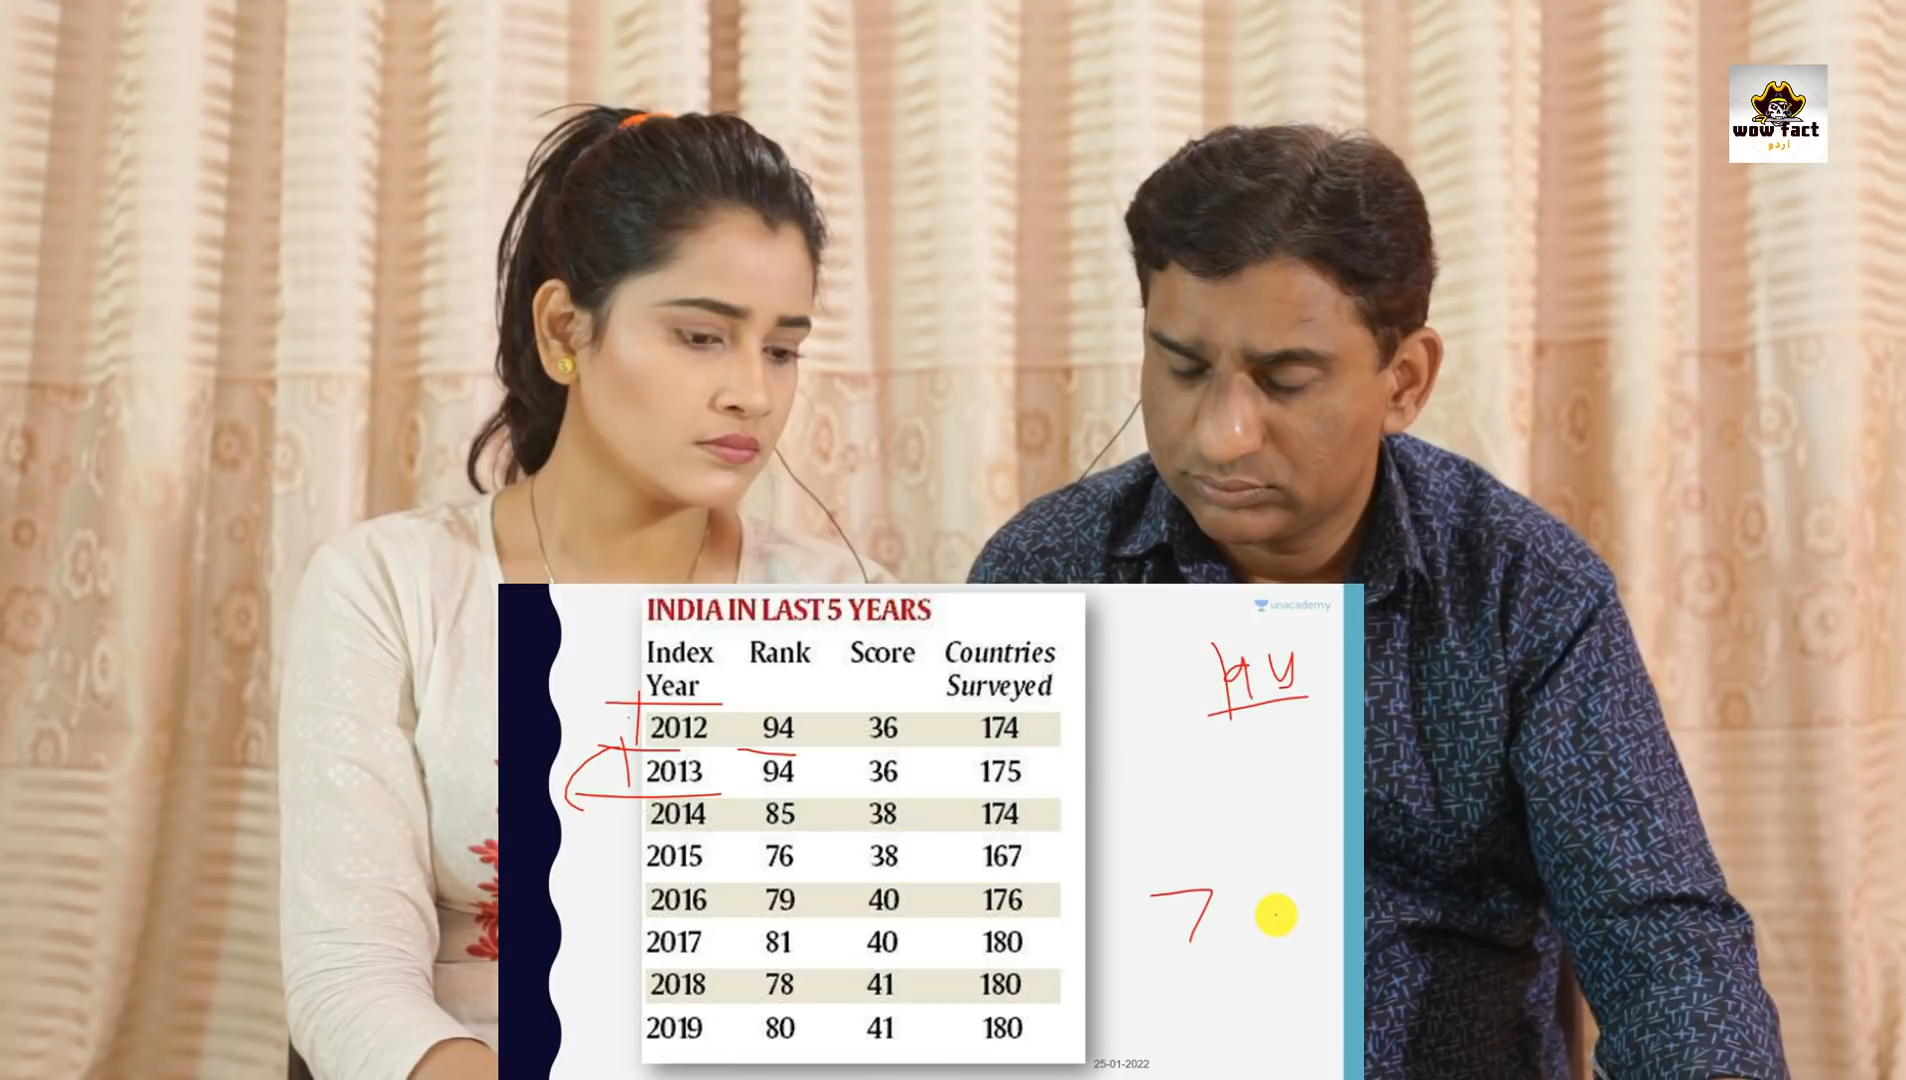 wow fact
اردو
INDIA IN LAST 5 YEARS
unacademy
Index Year Rank Score Countries Surveyed
2012 94 36 174
2013 94 36 175
2014 85 38 174
2015 76 38 167
2016 79 40 176
2017 81 40 180
2018 78 41 180
2019 80 41 180
7
25-01-2022